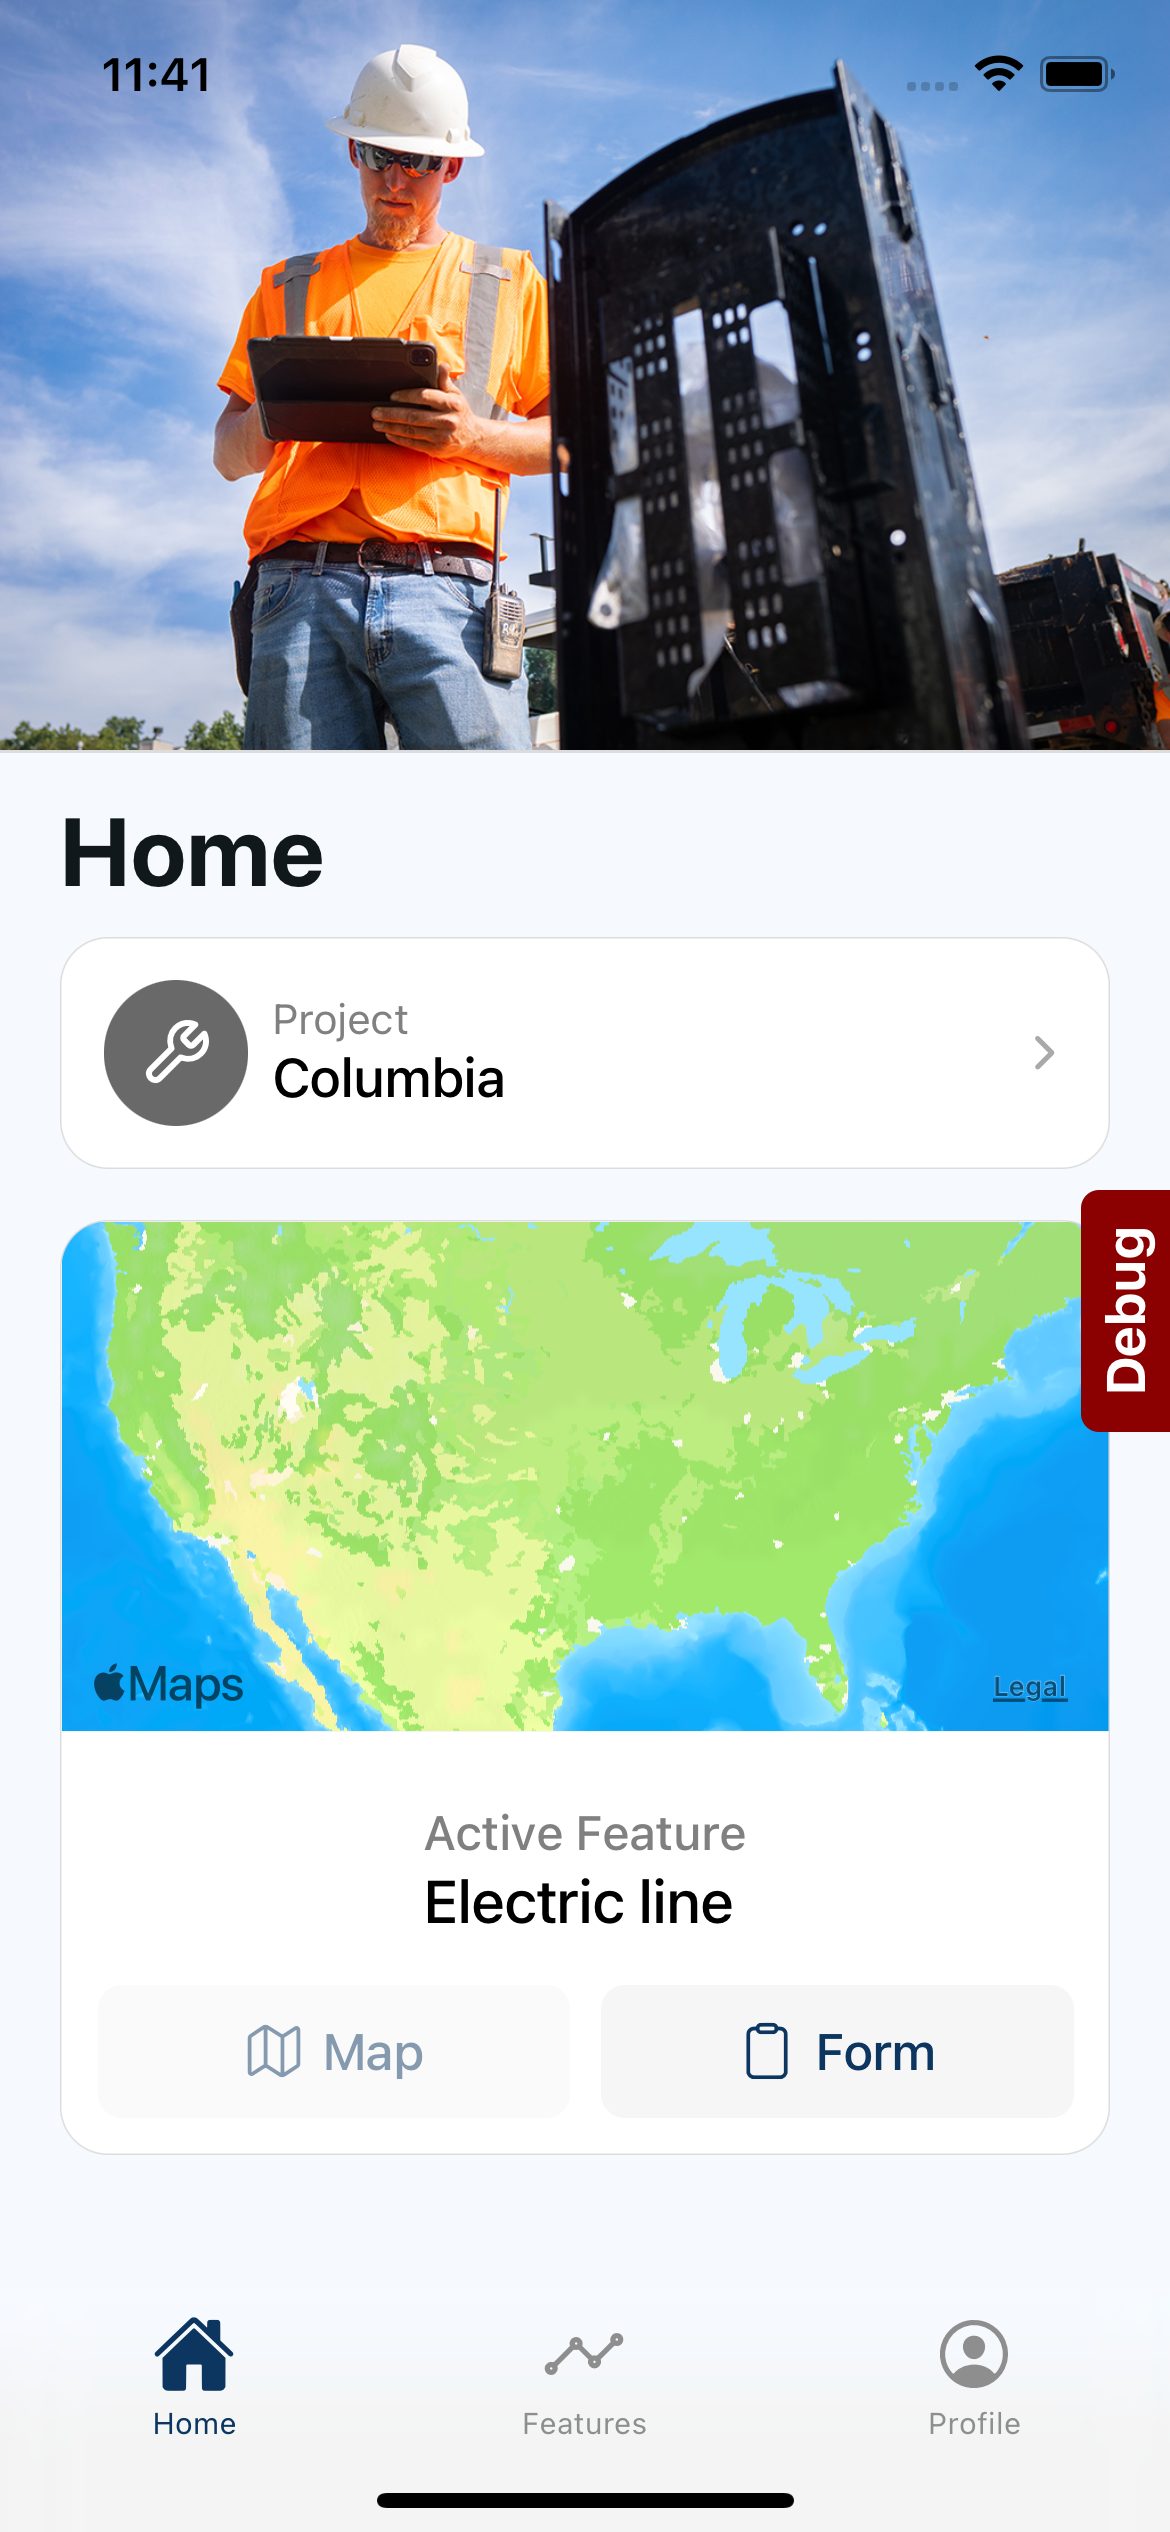 11:41
Home
Project
Columbia
Debug
Maps
Legal
Active Feature
Electric line
Map
Form
Home
Features
Profile